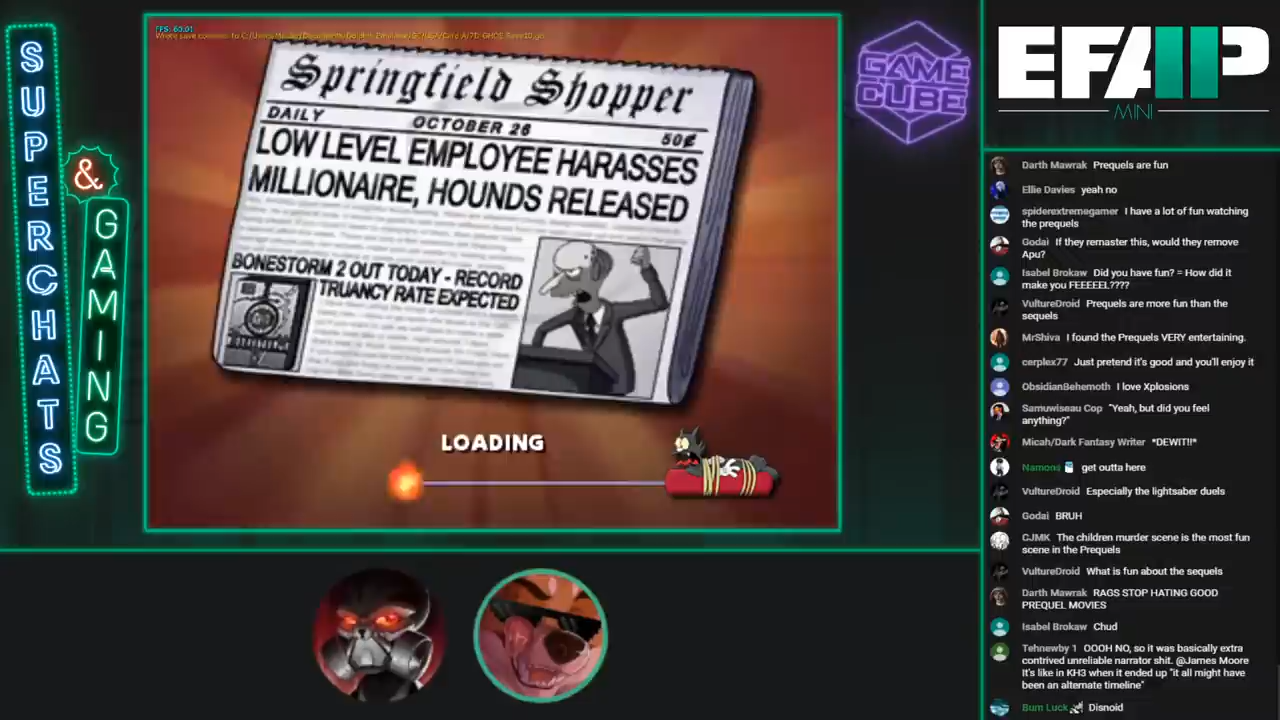 SUPERCHATS
&
GAMING
FPS: 60.01
Springfield Shopper
DAILY
OCTOBER 26
50¢
LOW LEVEL EMPLOYEE HARASSES
MILLIONAIRE, HOUNDS RELEASED
BONESTORM 2 OUT TODAY - RECORD
TRUANCY RATE EXPECTED
LOADING
GAME
CUBE
EFAP
MINI
Darth Mawrak Prequels are fun
Ellie Davies yeah no
spiderextremegamer I have a lot of fun watching
the prequels
Godai If they remaster this, would they remove
Apu?
Isabel Brokaw Did you have fun? = How did it
make you FEEEEEL????
VultureDroid Prequels are more fun than the
sequels
MrShiva I found the Prequels VERY entertaining.
cerplex77 Just pretend it's good and you'll enjoy it
ObsidianBehemoth I love Xplosions
Samuwiseau Cop "Yeah, but did you feel
anything?"
Micah/Dark Fantasy Writer *DEWIT!!*
Namons get outta here
VultureDroid Especially the lightsaber duels
Godai BRUH
CJMK The children murder scene is the most fun
scene in the Prequels
VultureDroid What is fun about the sequels
Darth Mawrak RAGS STOP HATING GOOD
PREQUEL MOVIES
Isabel Brokaw Chud
Tehnewby 1 OOOH NO, so it was basically extra
contrived unreliable narrator shit. @James Moore
It's like in KH3 when it ended up "it all might have
been an alternate timeline"
Bum Luck Disnoid